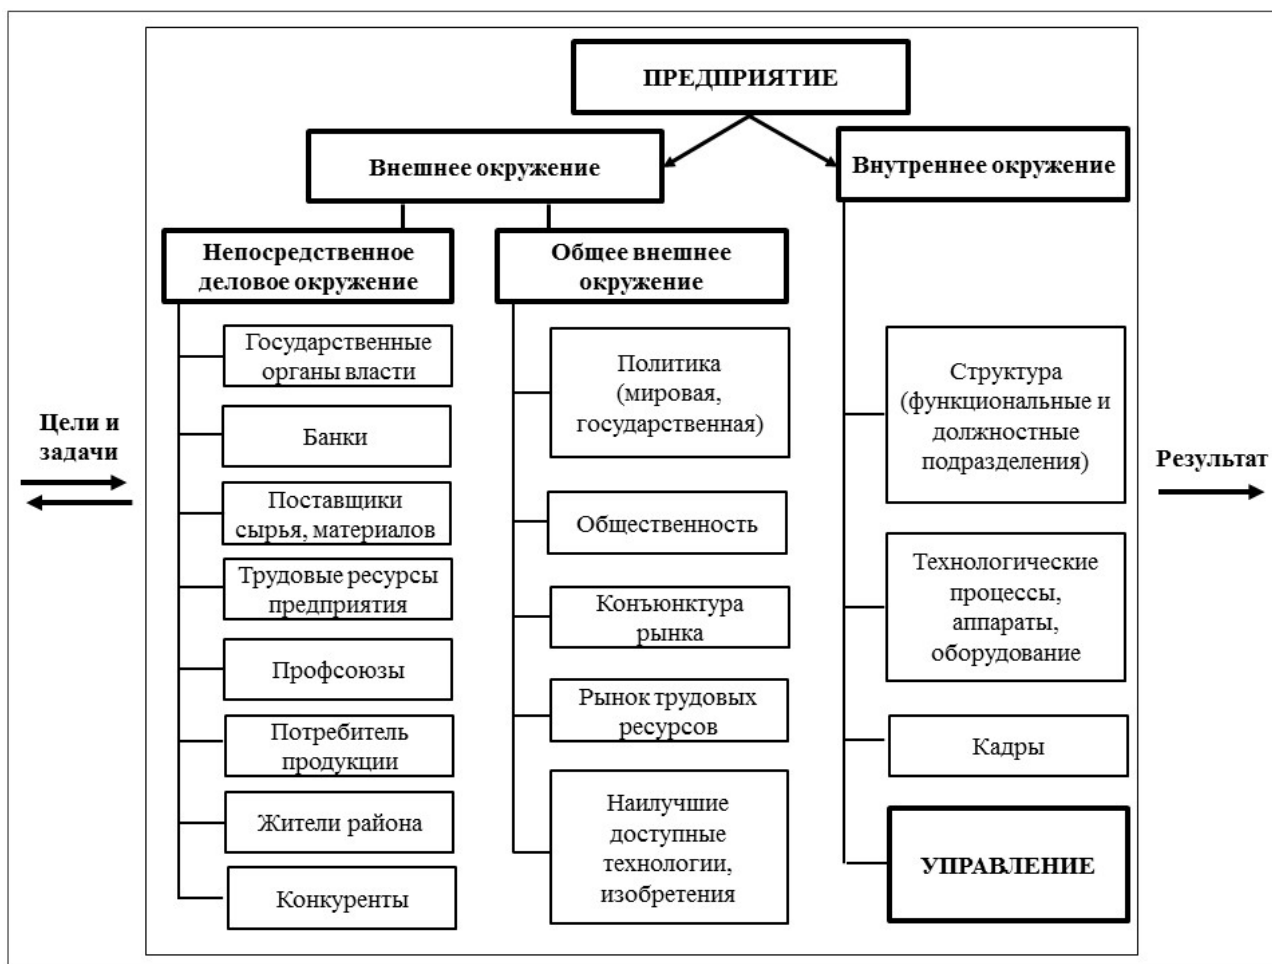 ПРЕДПРИЯТИЕ
Внешнее окружение
Внутреннее окружение
Непосредственное
деловое окружение
Общее внешнее
окружение
Государственные
органы власти
Банки
Поставщики
сырья, материалов
Трудовые ресурсы
предприятия
Профсоюзы
Потребитель
продукции
Жители района
Конкуренты
Политика
(мировая,
государственная)
Общественность
Конъюнктура
рынка
Рынок трудовых
ресурсов
Наилучшие
доступные
технологии,
изобретения
Структура
(функциональные и
должностные
подразделения)
Технологические
процессы,
аппараты,
оборудование
Кадры
УПРАВЛЕНИЕ
Цели и
задачи
Результат